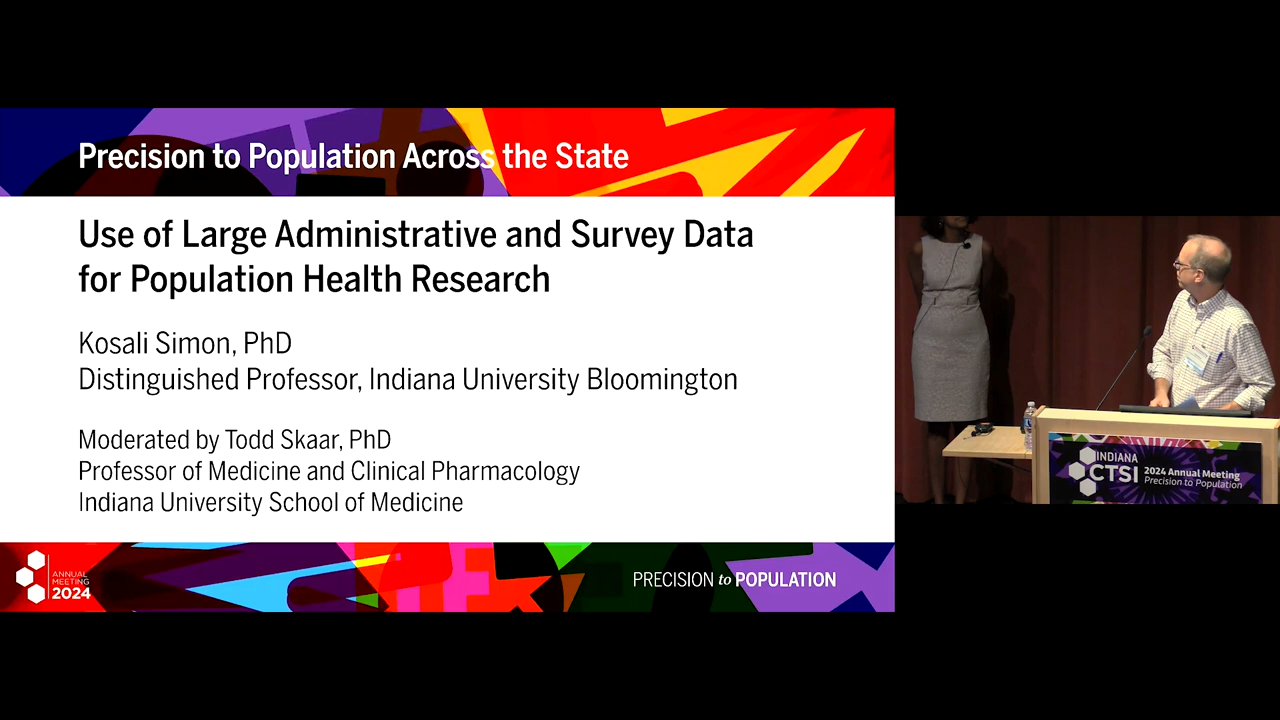 Precision to Population Across the State
Use of Large Administrative and Survey Data
for Population Health Research
Kosali Simon, PhD
Distinguished Professor, Indiana University Bloomington
Moderated by Todd Skaar, PhD
Professor of Medicine and Clinical Pharmacology
Indiana University School of Medicine
ANNUAL
MEETING
2024
PRECISION to POPULATION
INDIANA
CTSI
2024 Annual Meeting
Precision to Population